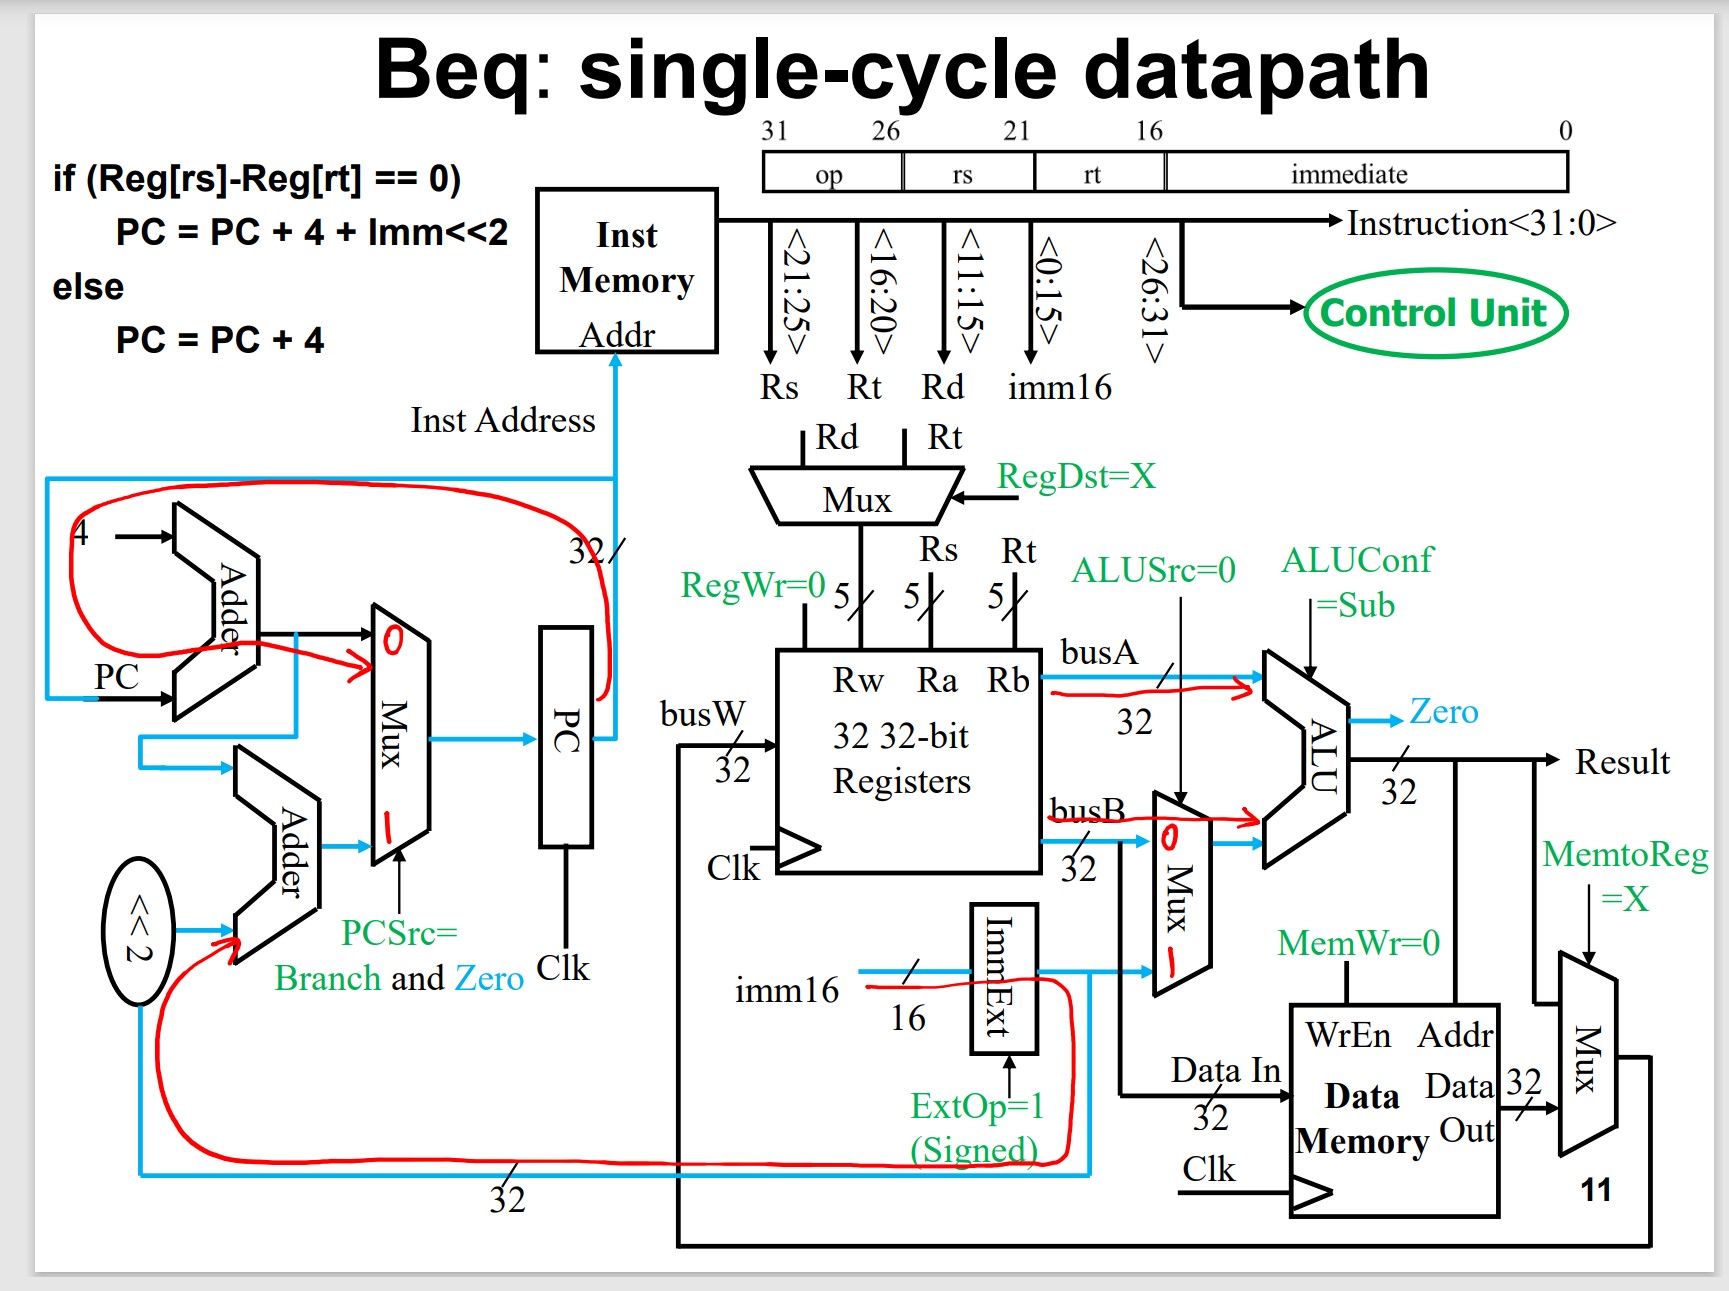 Beq: single-cycle datapath
31 26 21 16 0
op rs rt immediate
if (Reg[rs]-Reg[rt] == 0)
PC = PC + 4 + Imm<<2
else
PC = PC + 4
Inst
Memory
Addr
Instruction<31:0>
<21:25>
<16:20>
<11:15>
<0:15>
<26:31>
Control Unit
Rs Rt Rd imm16
Inst Address
Rd Rt
Mux
RegDst=X
4
Adder
PC
32
0
Mux
1
PC
Adder
<<2
PCSrc=
Branch and Zero
Clk
RegWr=0
5
Rs
5
Rt
5
ALUSrc=0
ALUConf
=Sub
busW
32
Rw Ra Rb
32 32-bit
Registers
Clk
busA
32
busB
32
0
Mux
1
ALU
Zero
32
Result
imm16
16
ImmExt
ExtOp=1
(Signed)
32
MemtoReg
=X
MemWr=0
WrEn Addr
Data In
32
Data
Memory
Data
Out
32
Clk
Mux
11